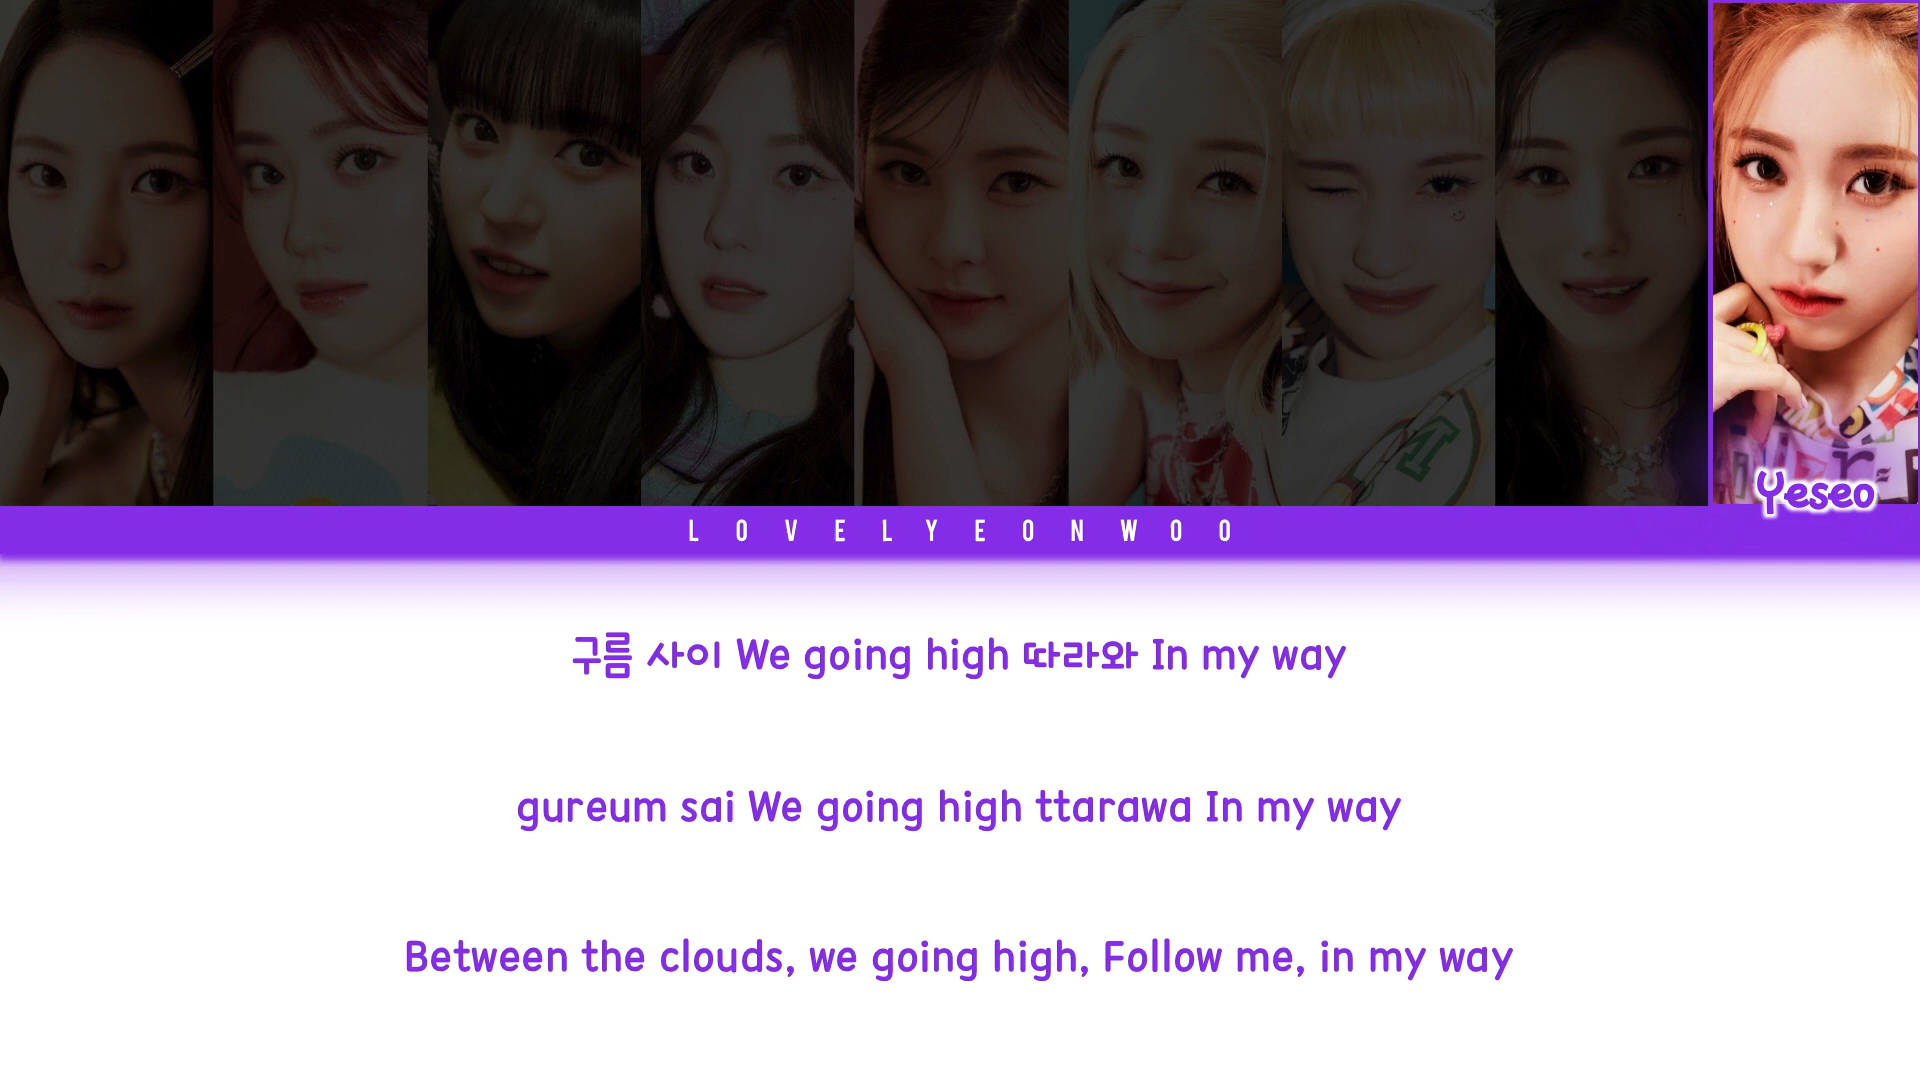 Yeseo
LOVELYEONWOO
구름 사이 We going high 따라와 In my way
gureum sai We going high ttarawa In my way
Between the clouds, we going high, Follow me, in my way